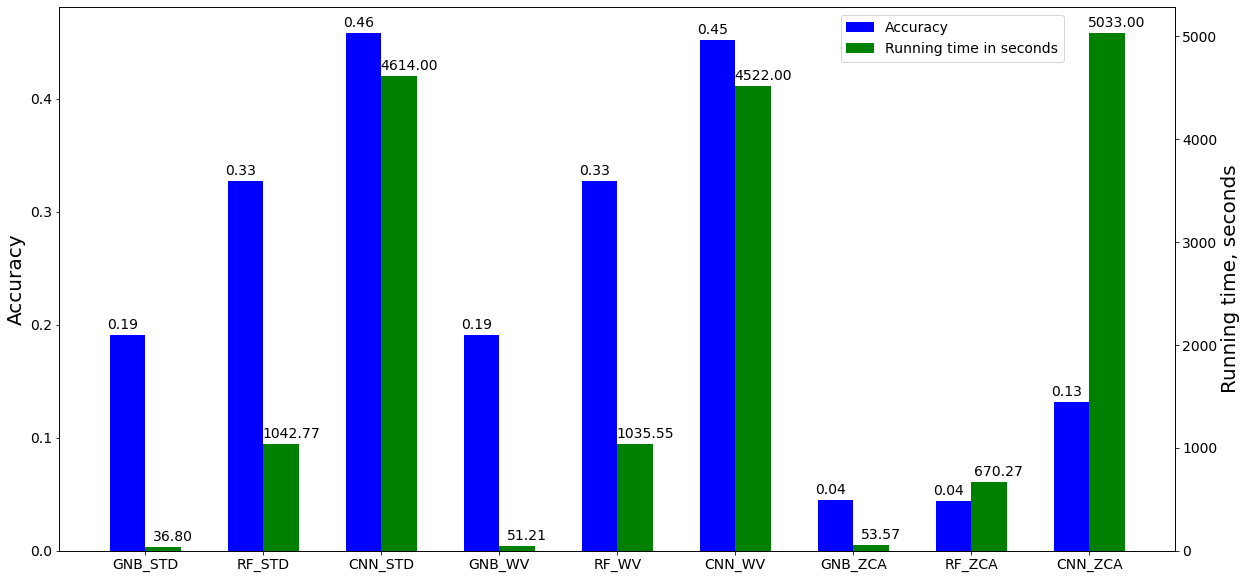 Accuracy
Running time in seconds
0.19
36.80
0.33
1042.77
0.46
4614.00
0.19
51.21
0.33
1035.55
0.45
4522.00
0.04
53.57
0.04
670.27
0.13
5033.00
0.4
0.3
0.2
0.1
0.0
Accuracy
5000
4000
3000
2000
1000
0
Running time, seconds
GNB_STD
RF_STD
CNN_STD
GNB_WV
RF_WV
CNN_WV
GNB_ZCA
RF_ZCA
CNN_ZCA